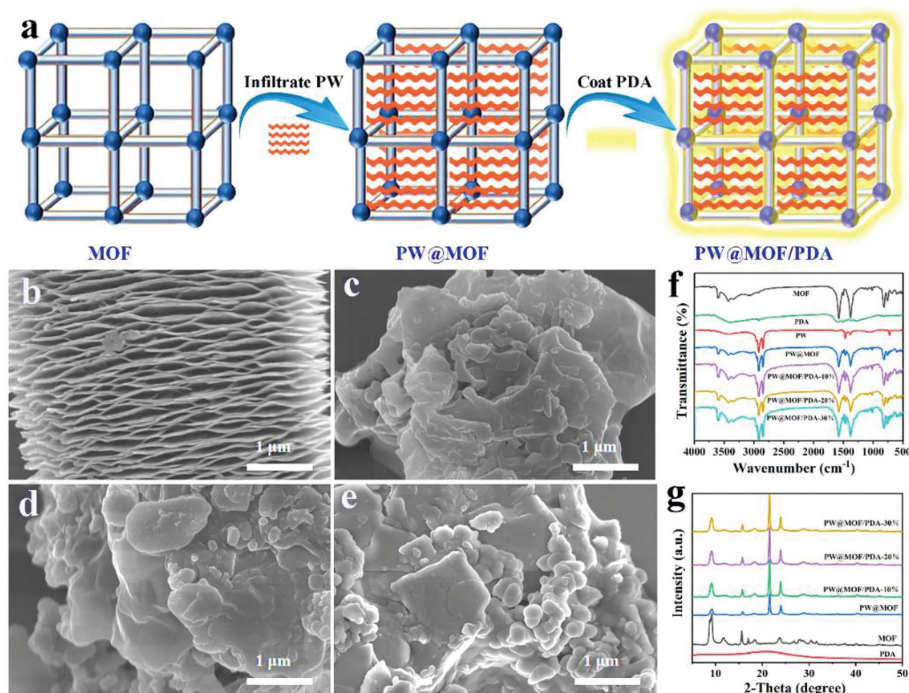 a
Infiltrate PW
Coat PDA
MOF
PW@MOF
PW@MOF/PDA
b
1 μm
c
1 μm
d
1 μm
e
1 μm
f
Transmittance (%)
MOF
PDA
PW
PW@MOF
PW@MOF/PDA-10%
PW@MOF/PDA-20%
PW@MOF/PDA-30%
4000 3500 3000 2500 2000 1500 1000 500
Wavenumber (cm⁻¹)
g
Intensity (a.u.)
PW@MOF/PDA-30%
PW@MOF/PDA-20%
PW@MOF/PDA-10%
PW@MOF
MOF
PDA
10 20 30 40 50
2-Theta (degree)